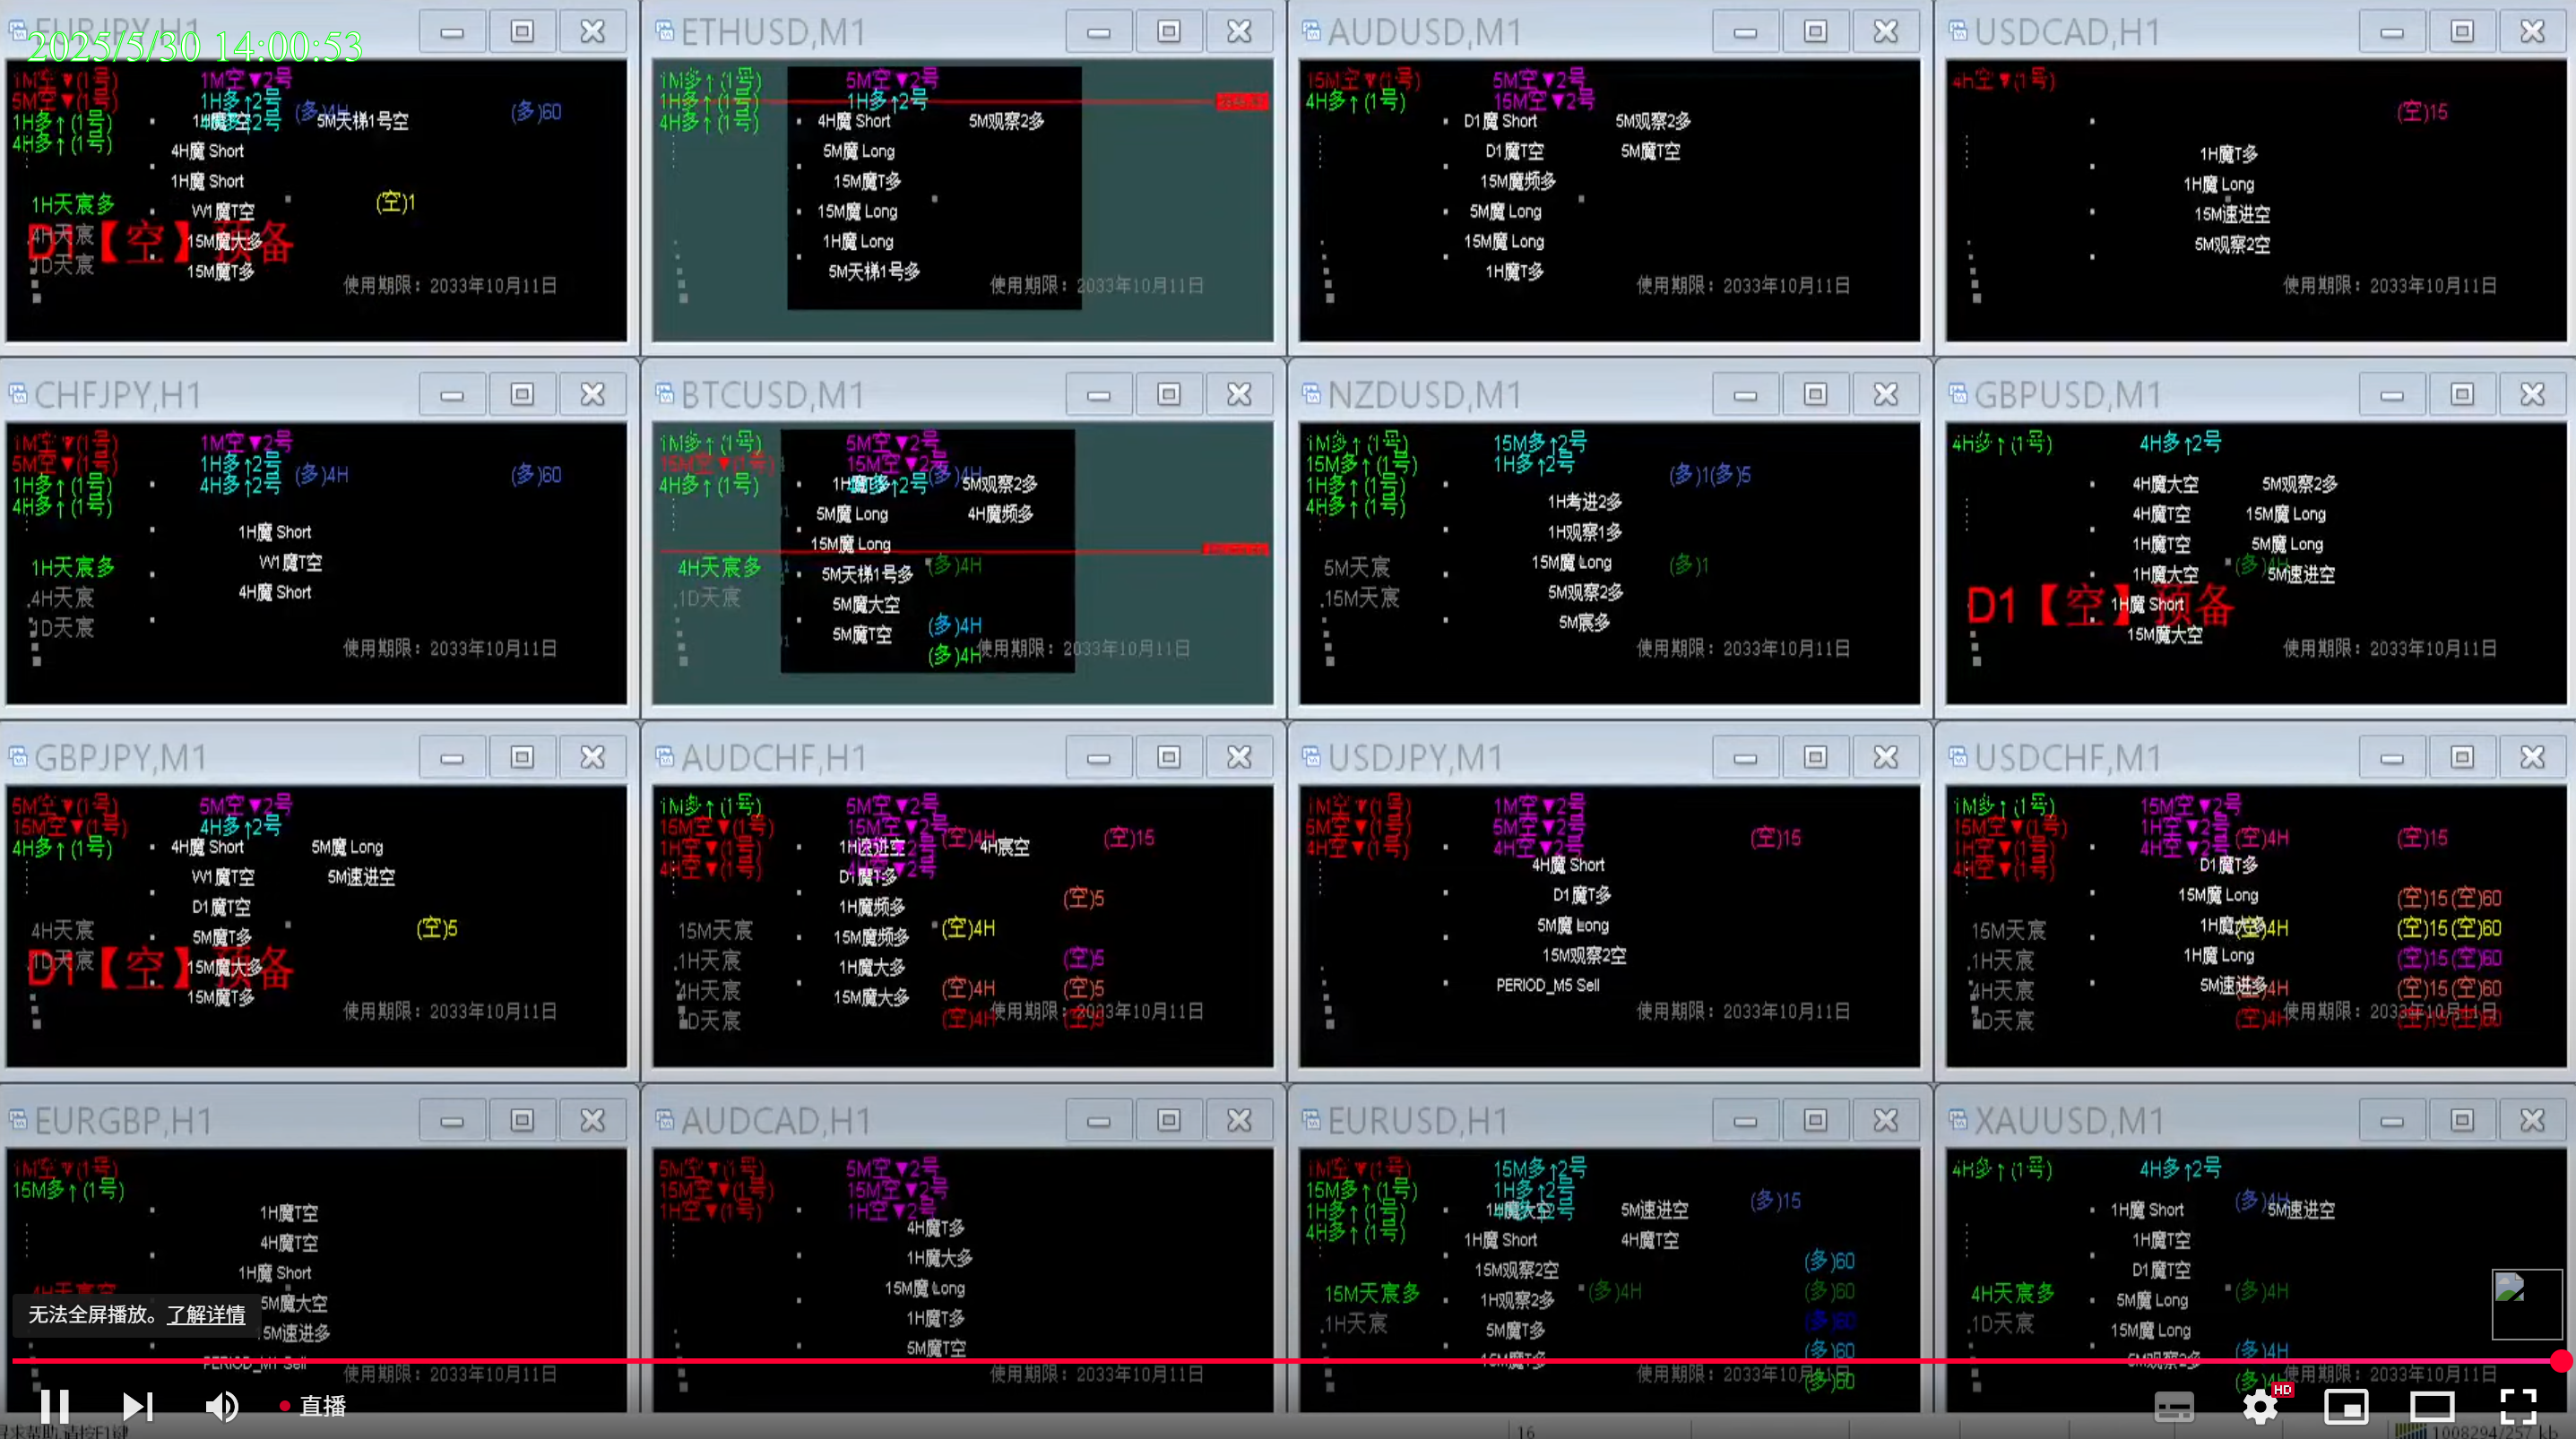 EURJPY,H1
2025/5/30 14:00:53
1M空▼(1号)
5M空▼(1号)
1H多↑(1号)
4H多↑(1号)
1M空▼2号
1H多↑2号
(多)4H
(多)60
5M天梯1号空
4H魔 Short
1H魔 Short
1H天宸多
W1魔T空
(空)1
4H天宸
D1【空】预备
15M魔大多
1D天宸
15M魔T多
使用期限：2033年10月11日
ETHUSD,M1
1M多↑(1号)
1H多↑(1号)
4H多↑(1号)
5M空▼2号
1H多↑2号
4H魔 Short
5M观察2多
5M魔 Long
15M魔T多
15M魔 Long
1H魔 Long
5M天梯1号多
使用期限：2033年10月11日
AUDUSD,M1
15M空▼(1号)
4H多↑(1号)
5M空▼2号
15M空▼2号
D1魔 Short
5M观察2多
D1魔T空
5M魔T空
15M魔频多
5M魔 Long
15M魔 Long
1H魔T多
使用期限：2033年10月11日
USDCAD,H1
4H空▼(1号)
(空)15
1H魔T多
1H魔 Long
15M速进空
5M观察2空
使用期限：2033年10月11日
CHFJPY,H1
1M空▼(1号)
5M空▼(1号)
1H多↑(1号)
4H多↑(1号)
1M空▼2号
1H多↑2号
4H多↑2号
(多)4H
(多)60
1H魔 Short
W1魔T空
4H魔 Short
1H天宸多
4H天宸
1D天宸
使用期限：2033年10月11日
BTCUSD,M1
1M多↑(1号)
15M空▼(1号)
4H多↑(1号)
5M空▼2号
15M空▼2号
(多)4H
1H魔T多
5M观察2多
5M魔 Long
4H魔频多
15M魔 Long
4H天宸多
5M天梯1号多
(多)4H
1D天宸
5M魔大空
(多)4H
5M魔T空
(多)4H
使用期限：2033年10月11日
NZDUSD,M1
1M多↑(1号)
15M多↑(1号)
1H多↑(1号)
4H多↑(1号)
15M多↑2号
1H多↑2号
(多)1(多)5
1H考进2多
1H观察1多
15M魔 Long
(多)1
5M观察2多
5M宸多
5M天宸
15M天宸
使用期限：2033年10月11日
GBPUSD,M1
4H多↑(1号)
4H多↑2号
4H魔大空
5M观察2多
4H魔T空
15M魔 Long
1H魔T空
5M魔 Long
1H魔大空
(多)4H
5M速进空
D1【空】预备
1H魔 Short
15M魔大空
使用期限：2033年10月11日
GBPJPY,M1
5M空▼(1号)
15M空▼(1号)
4H多↑(1号)
5M空▼2号
4H多↑2号
4H魔 Short
5M魔 Long
W1魔T空
5M速进空
D1魔T空
4H天宸
5M魔T多
(空)5
1D天宸
D1【空】预备
15M魔大多
15M魔T多
使用期限：2033年10月11日
AUDCHF,H1
1M多↑(1号)
15M空▼(1号)
1H空▼(1号)
4H空▼(1号)
5M空▼2号
15M空▼2号
4H空▼2号
(空)4H
(空)15
1H速进空
4H宸空
D1魔T多
1H魔频多
(空)5
15M天宸
15M魔频多
(空)4H
1H天宸
1H魔大多
(空)5
4H天宸
15M魔大多
(空)4H
(空)5
1D天宸
(空)4H
(空)5
使用期限：2033年10月11日
USDJPY,M1
1M空▼(1号)
5M空▼(1号)
4H空▼(1号)
1M空▼2号
5M空▼2号
4H空▼2号
(空)15
4H魔 Short
D1魔T多
5M魔 Long
15M观察2空
PERIOD_M5 Sell
使用期限：2033年10月11日
USDCHF,M1
1M多↑(1号)
15M空▼(1号)
1H空▼(1号)
4H空▼(1号)
15M空▼2号
1H空▼2号
4H空▼2号
(空)4H
(空)15
D1魔T多
15M魔 Long
(空)15(空)60
15M天宸
1H魔大多
(空)4H
(空)15(空)60
1H天宸
1H魔 Long
(空)15(空)60
4H天宸
5M速进多
(空)4H
(空)15(空)60
1D天宸
(空)4H
(空)15(空)60
使用期限：2033年10月11日
EURGBP,H1
1M空▼(1号)
15M多↑(1号)
1H魔T空
4H魔T空
1H魔 Short
4H天宸空
5M魔大空
5M速进多
PERIOD_M1 Sell
使用期限：2033年10月11日
AUDCAD,H1
5M空▼(1号)
15M空▼(1号)
1H空▼(1号)
5M空▼2号
15M空▼2号
1H空▼2号
4H魔T多
1H魔大多
15M魔 Long
1H魔T多
5M魔T空
使用期限：2033年10月11日
EURUSD,H1
1M空▼(1号)
15M多↑(1号)
1H多↑(1号)
4H多↑(1号)
15M多↑2号
1H多↑2号
(多)15
1H魔大空
5M速进空
1H魔 Short
4H魔T空
15M观察2空
(多)60
15M天宸多
1H观察2多
(多)4H
(多)60
1H天宸
5M魔T多
(多)60
15M魔T多
(多)60
(多)60
使用期限：2033年10月11日
XAUUSD,M1
4H多↑(1号)
4H多↑2号
(多)4H
1H魔 Short
5M速进空
1H魔T空
D1魔T空
4H天宸多
5M魔 Long
(多)4H
1D天宸
15M魔 Long
5M观察2多
(多)4H
(多)4H
使用期限：2033年10月11日
无法全屏播放。了解详情
直播
HD
16
1008294/257 kb